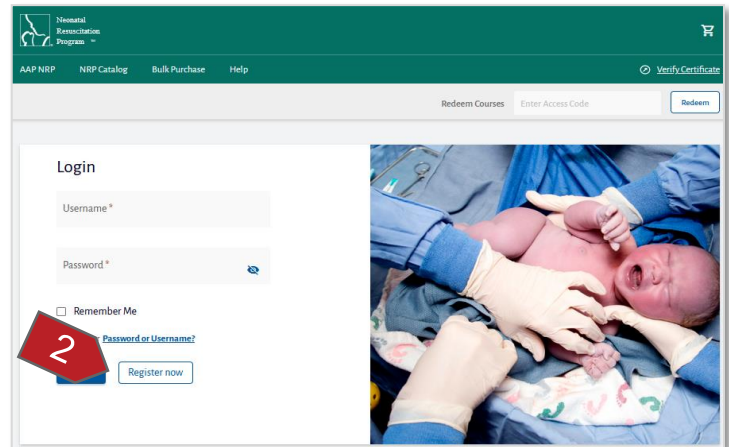 Neonatal
Resuscitation
Program ™
AAP NRP NRP Catalog Bulk Purchase Help Verify Certificate
Redeem Courses Enter Access Code Redeem
Login
Username *
Password *
Remember Me
Password or Username?
2
Register now